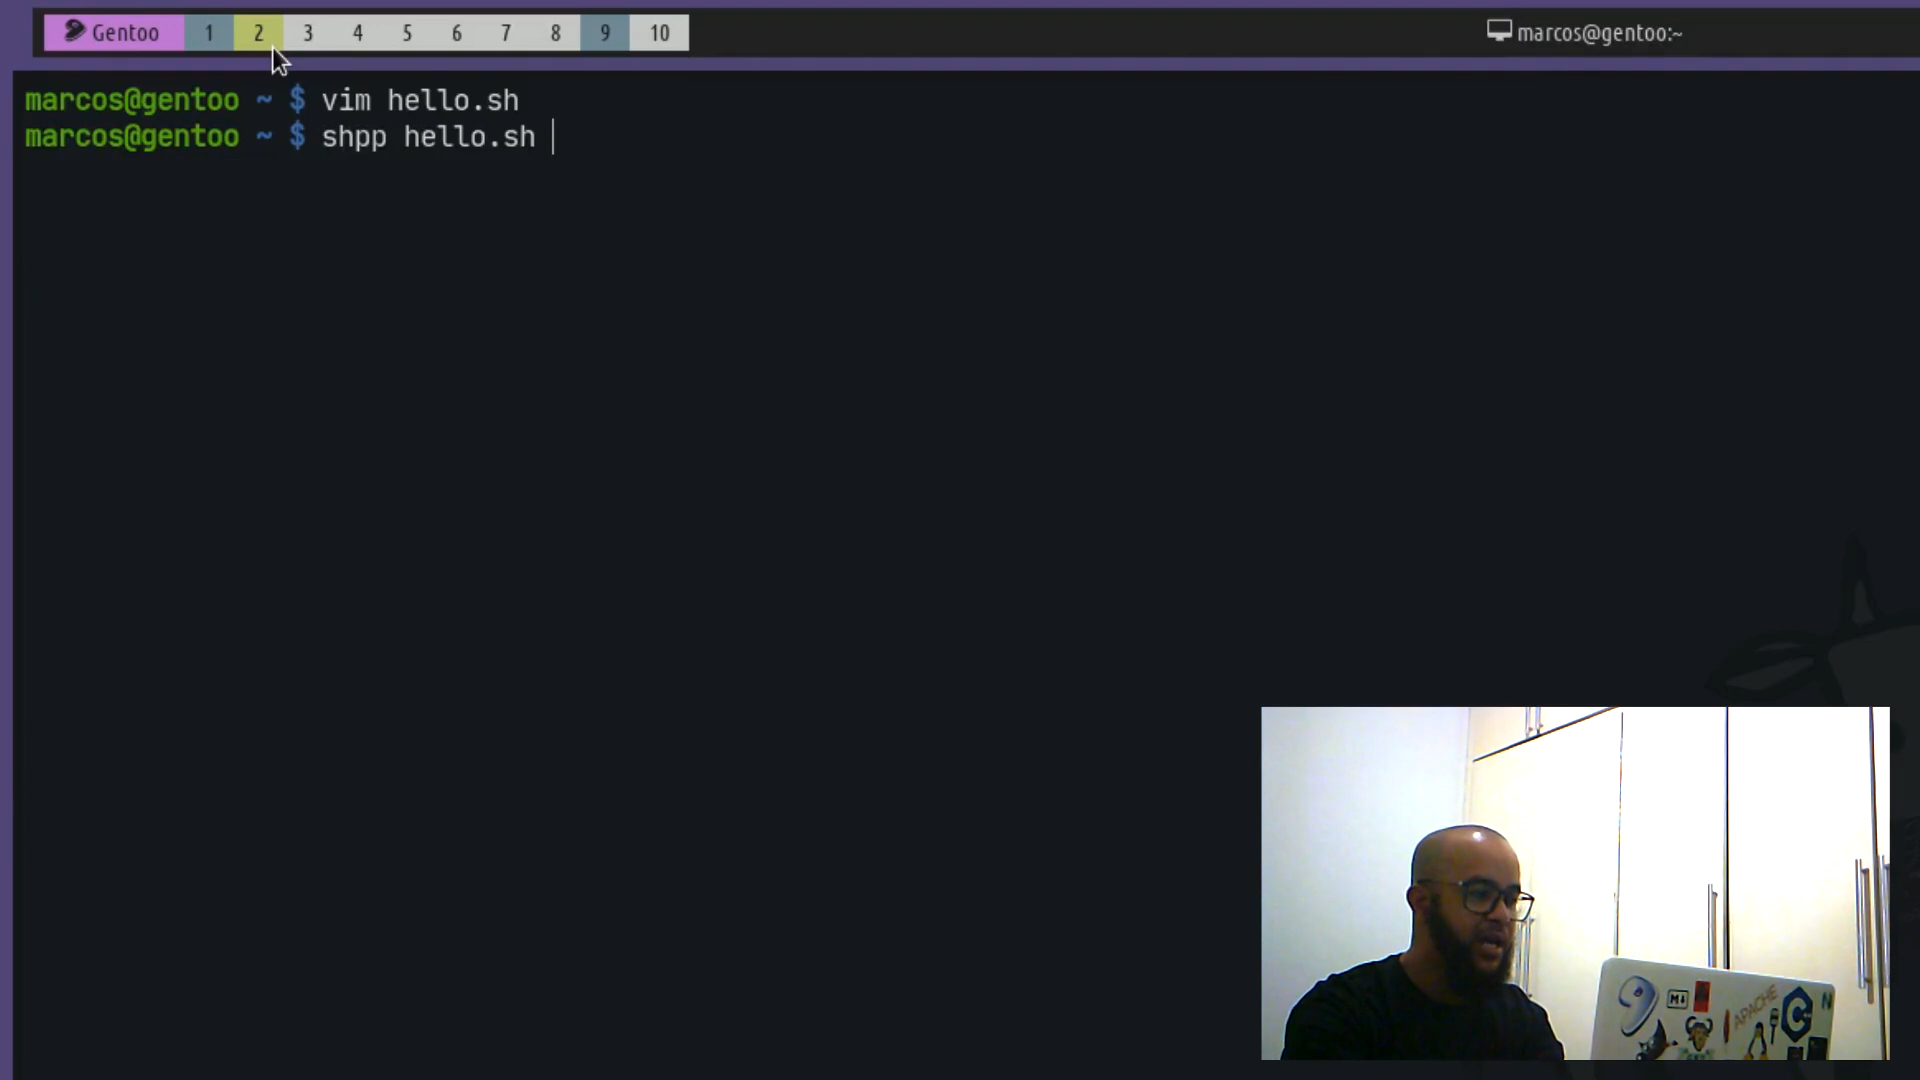 Gentoo 1 2 3 4 5 6 7 8 9 10
marcos@gentoo:~
marcos@gentoo ~ $ vim hello.sh
marcos@gentoo ~ $ shpp hello.sh
M↓
APACHE
C++
N